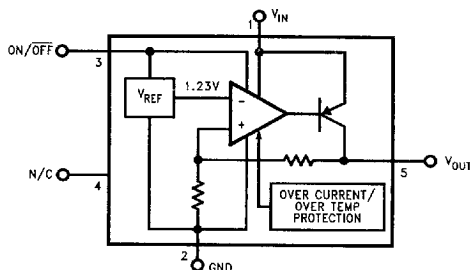 1 V_IN
ON/OFF
3
V_REF
1.23V
−
+
N/C
4
5 V_OUT
OVER CURRENT/
OVER TEMP
PROTECTION
2
GND